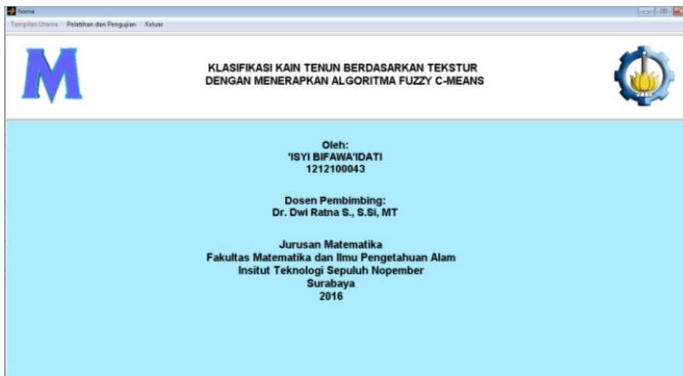 home
Tampilan Utama Pelatihan dan Pengujian Keluar
M
KLASIFIKASI KAIN TENUN BERDASARKAN TEKSTUR
DENGAN MENERAPKAN ALGORITMA FUZZY C-MEANS
Oleh:
'ISYI BIFAWA'IDATI
1212100043
Dosen Pembimbing:
Dr. Dwi Ratna S., S.Si, MT
Jurusan Matematika
Fakultas Matematika dan Ilmu Pengetahuan Alam
Insitut Teknologi Sepuluh Nopember
Surabaya
2016